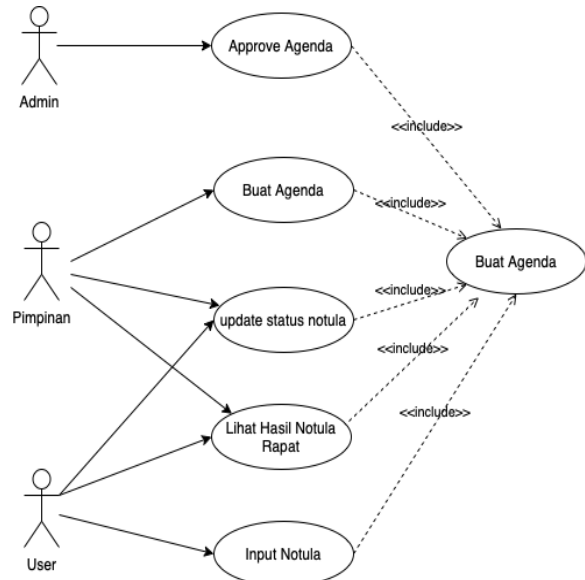 Approve Agenda
Admin
<<include>>
Buat Agenda
<<include>>
Pimpinan
Buat Agenda
<<include>>
update status notula
<<include>>
Lihat Hasil Notula
Rapat
<<include>>
User
Input Notula